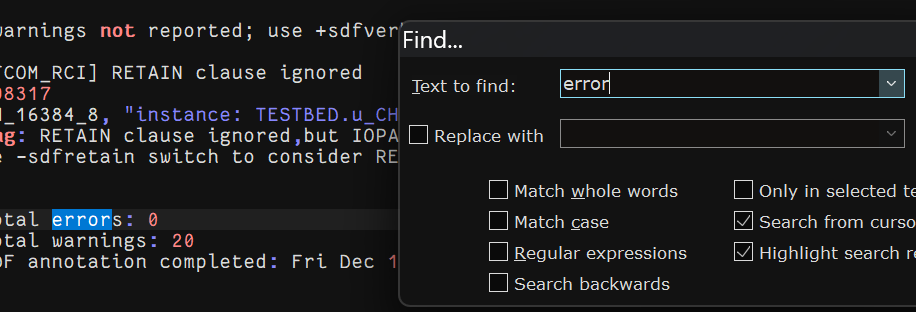 warnings not reported; use +sdfver
TCOM_RCI] RETAIN clause ignored
08317
_16384_8, "instance: TESTBED.u_CH
ng: RETAIN clause ignored,but IOPA
e -sdfretain switch to consider RE
otal errors: 0
otal warnings: 20
DF annotation completed: Fri Dec 1
Find...
Text to find:
error
Replace with
Match whole words
Only in selected te
Match case
Search from curso
Regular expressions
Highlight search re
Search backwards